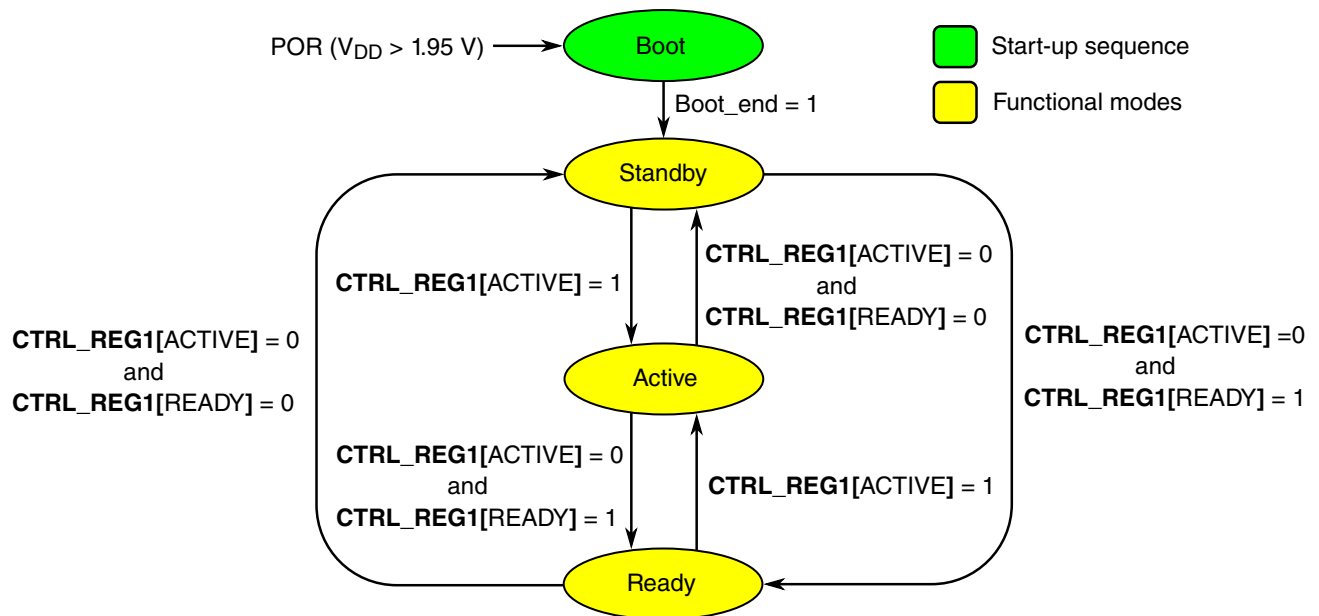 POR (VDD > 1.95 V)
Boot
Start-up sequence
Boot_end = 1
Functional modes
Standby
CTRL_REG1[ACTIVE] = 1
CTRL_REG1[ACTIVE] = 0
and
CTRL_REG1[READY] = 0
CTRL_REG1[ACTIVE] = 0
and
CTRL_REG1[READY] = 0
CTRL_REG1[ACTIVE] =0
and
CTRL_REG1[READY] = 1
Active
CTRL_REG1[ACTIVE] = 0
and
CTRL_REG1[READY] = 1
CTRL_REG1[ACTIVE] = 1
Ready